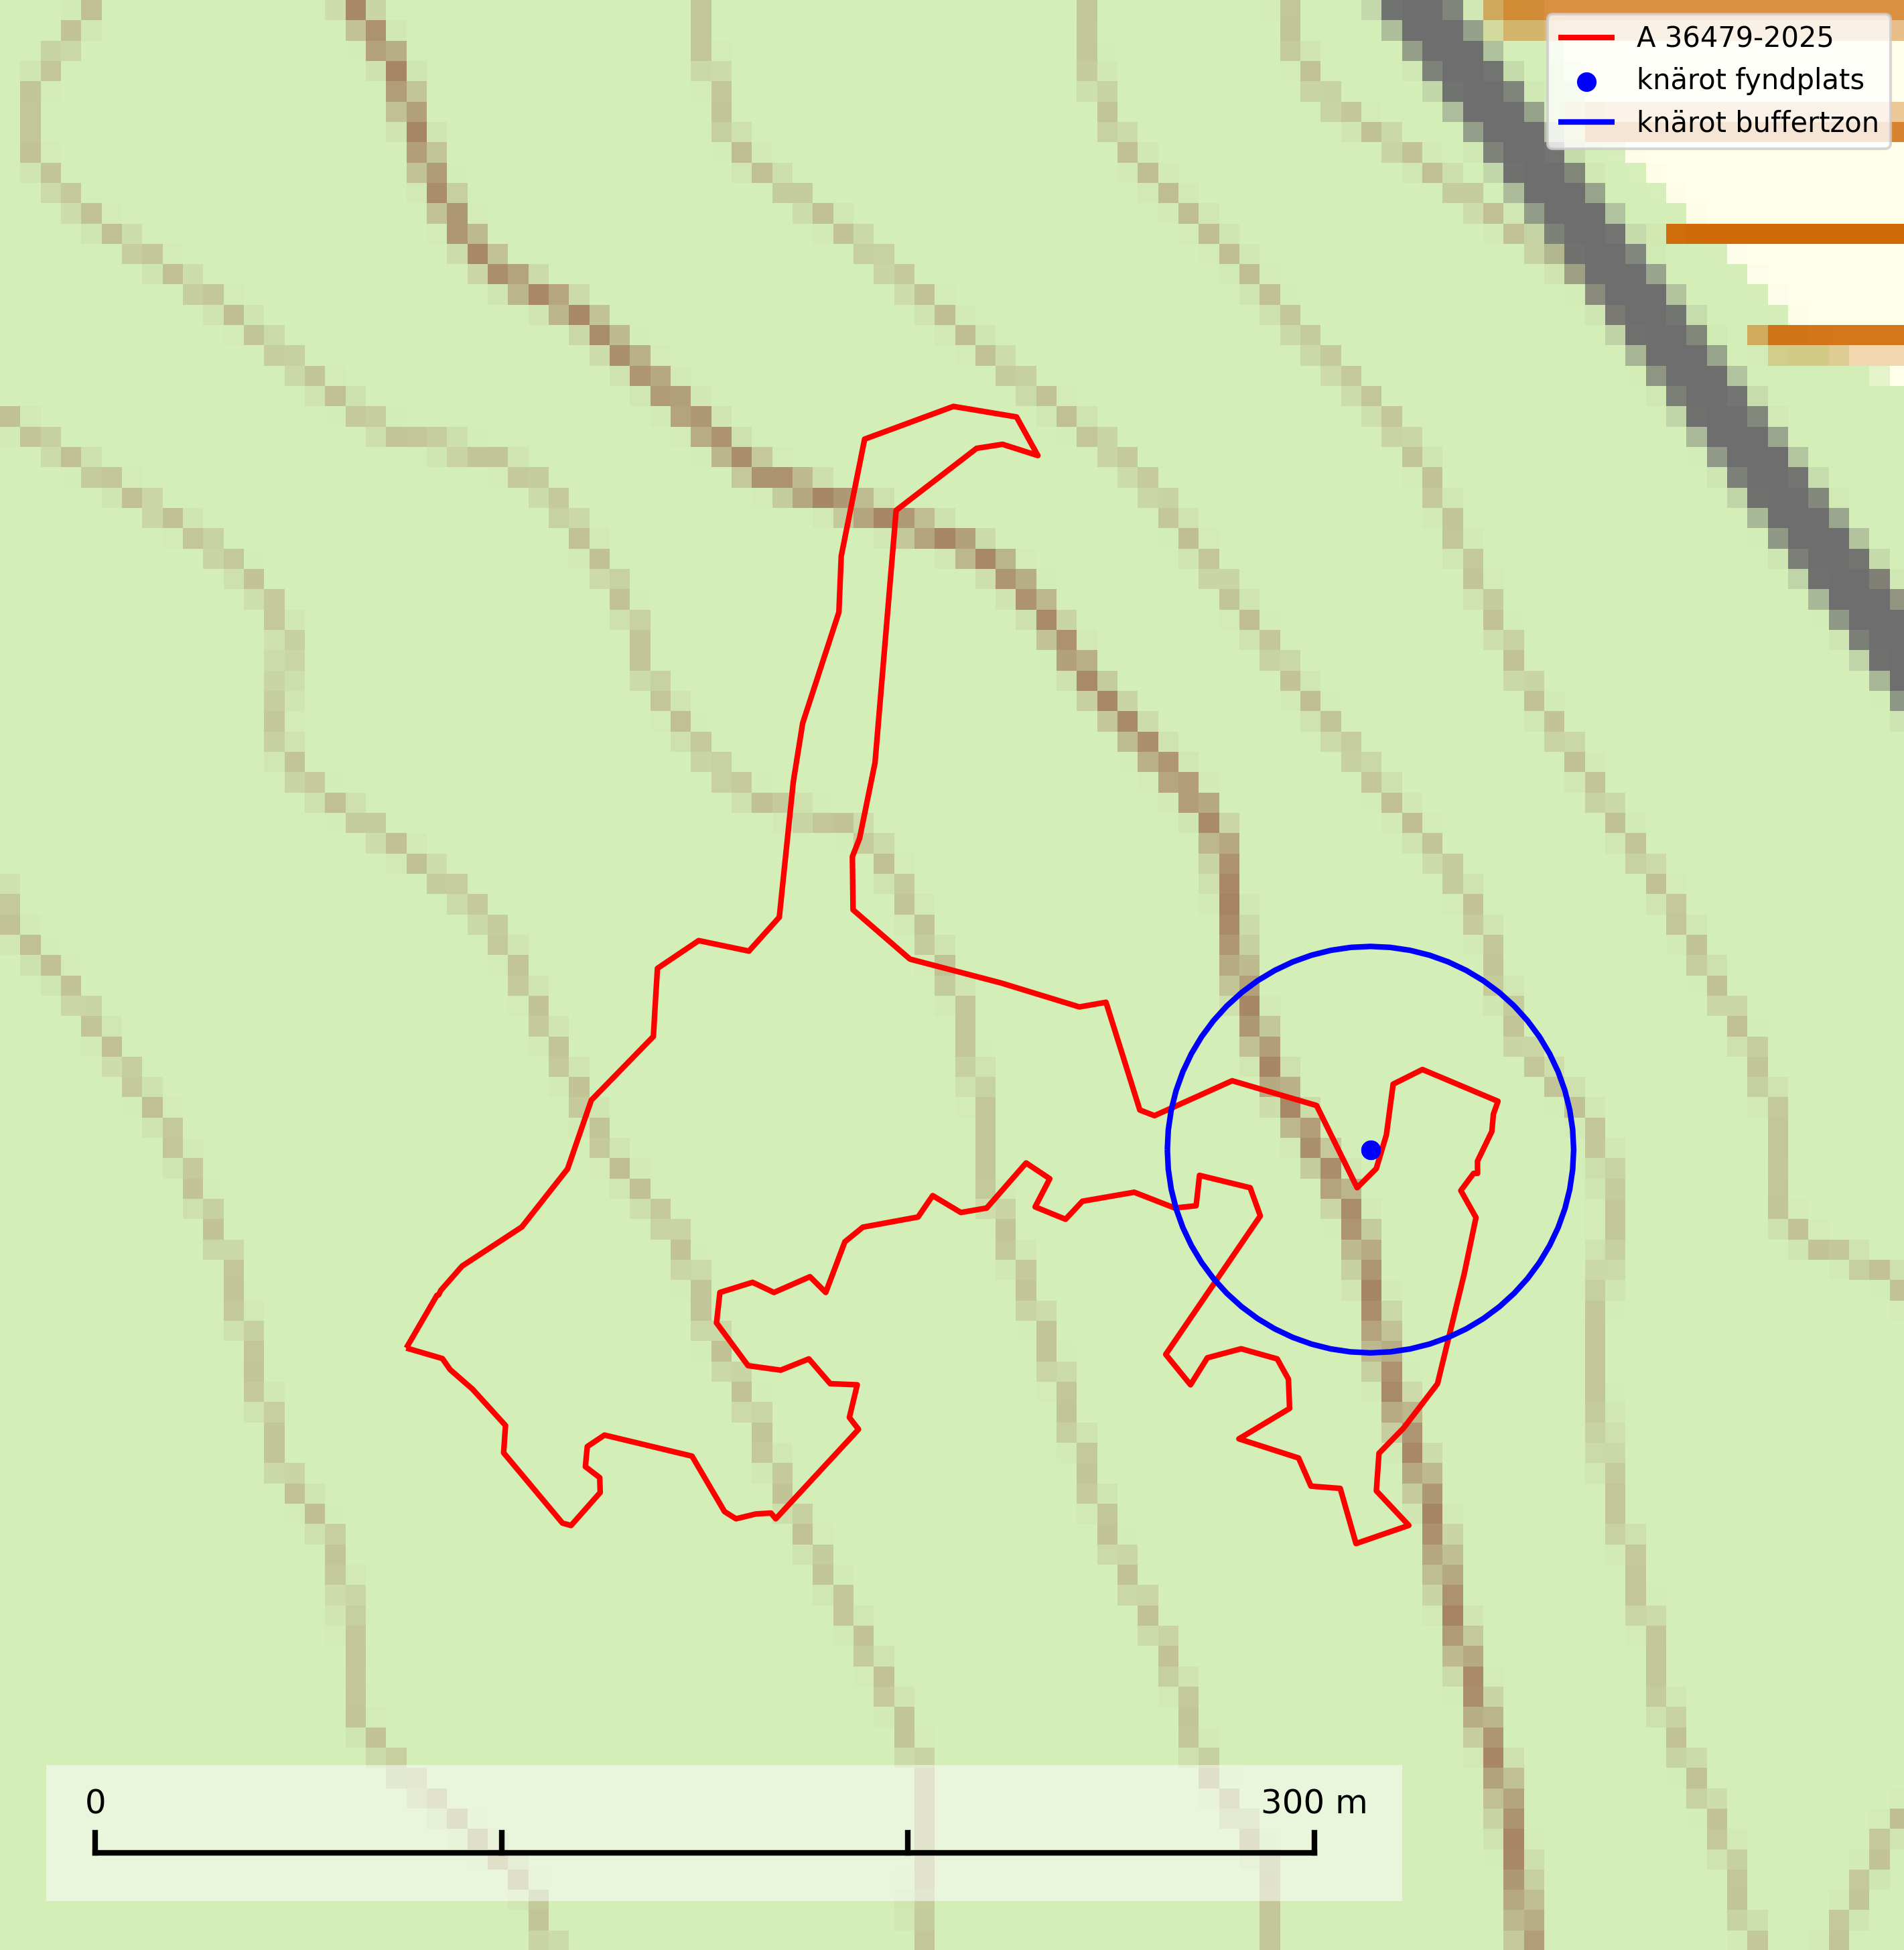 A 36479-2025
knärot fyndplats
knärot buffertzon
0
300 m